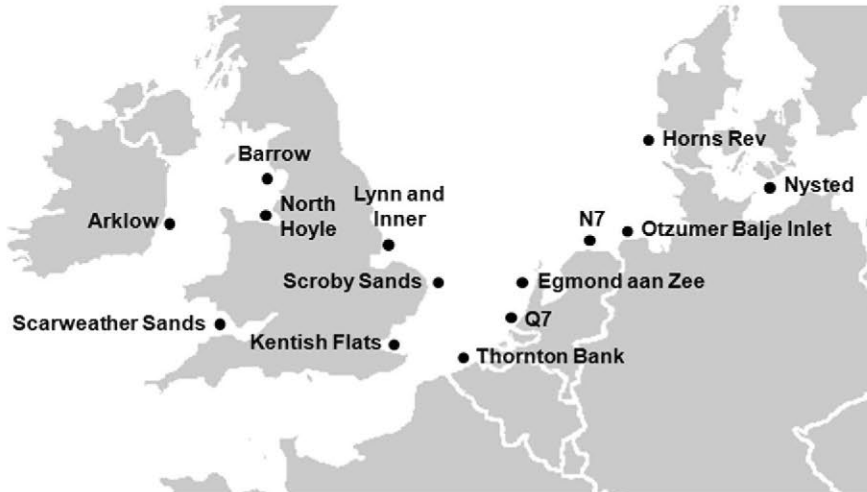 Horns Rev
Barrow
Nysted
Lynn and
Inner
North
Hoyle
Arklow
N7
Otzumer Balje Inlet
Scroby Sands
Egmond aan Zee
Scarweather Sands
Q7
Kentish Flats
Thornton Bank